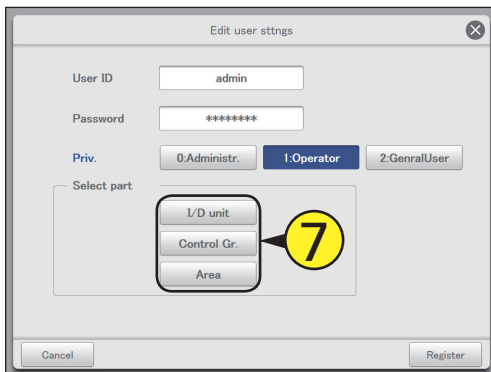 Edit user sttngs
User ID admin
Password ********
Priv. 0:Administr. 1:Operator 2:GenralUser
Select part
I/D unit
Control Gr.
Area
7
Cancel Register